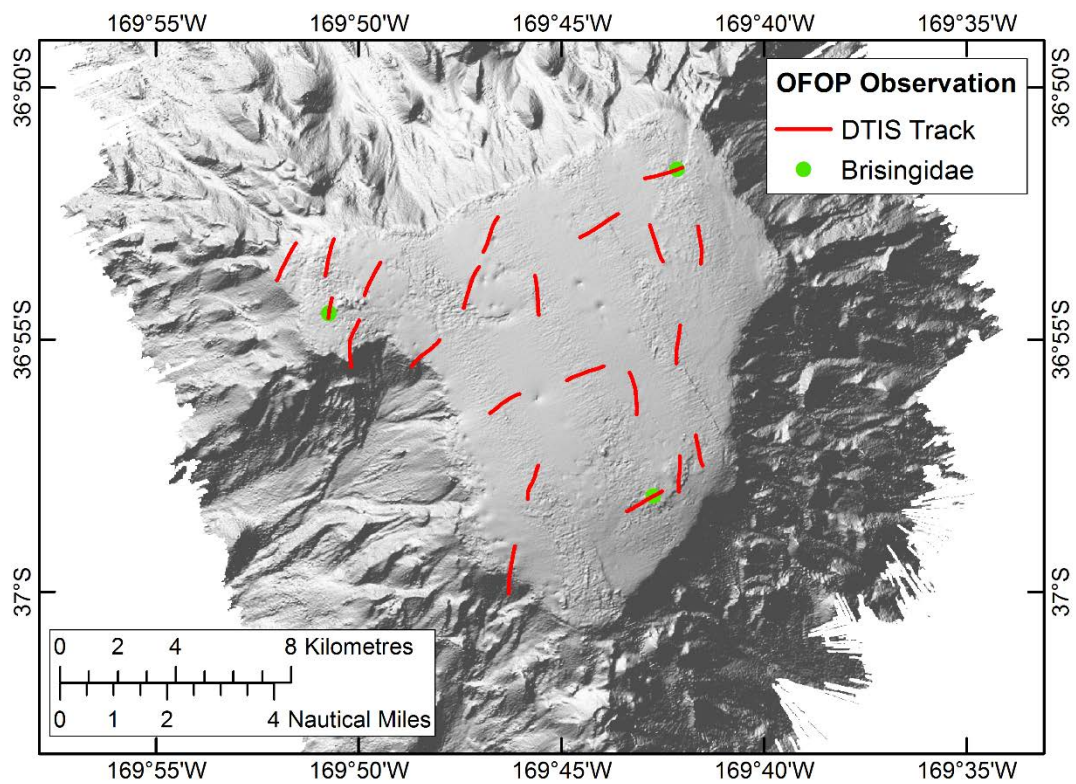 169°55'W 169°50'W 169°45'W 169°40'W 169°35'W
36°50'S 36°50'S
OFOP Observation
DTIS Track
Brisingidae
36°55'S 36°55'S
37°S 37°S
0 2 4 8 Kilometres
0 1 2 4 Nautical Miles
169°55'W 169°50'W 169°45'W 169°40'W 169°35'W